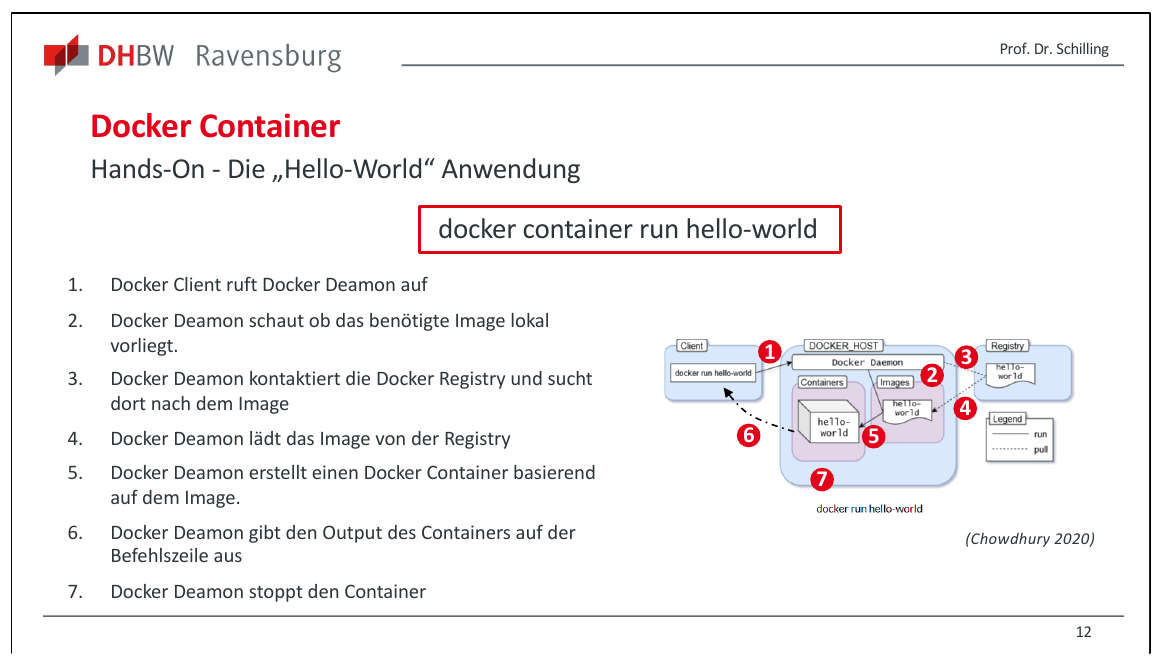 DHBW Ravensburg
Prof. Dr. Schilling
Docker Container
Hands-On - Die „Hello-World“ Anwendung
docker container run hello-world
1. Docker Client ruft Docker Deamon auf
2. Docker Deamon schaut ob das benötigte Image lokal
vorliegt.
3. Docker Deamon kontaktiert die Docker Registry und sucht
dort nach dem Image
4. Docker Deamon lädt das Image von der Registry
5. Docker Deamon erstellt einen Docker Container basierend
auf dem Image.
6. Docker Deamon gibt den Output des Containers auf der
Befehlszeile aus
7. Docker Deamon stoppt den Container
Client
docker run hello-world
1
DOCKER_HOST
Docker Daemon
3
Registry
hello-
world
Containers
Images
2
hello-
world
hello-
world
4
5
6
7
Legend
run
pull
docker run hello-world
(Chowdhury 2020)
12